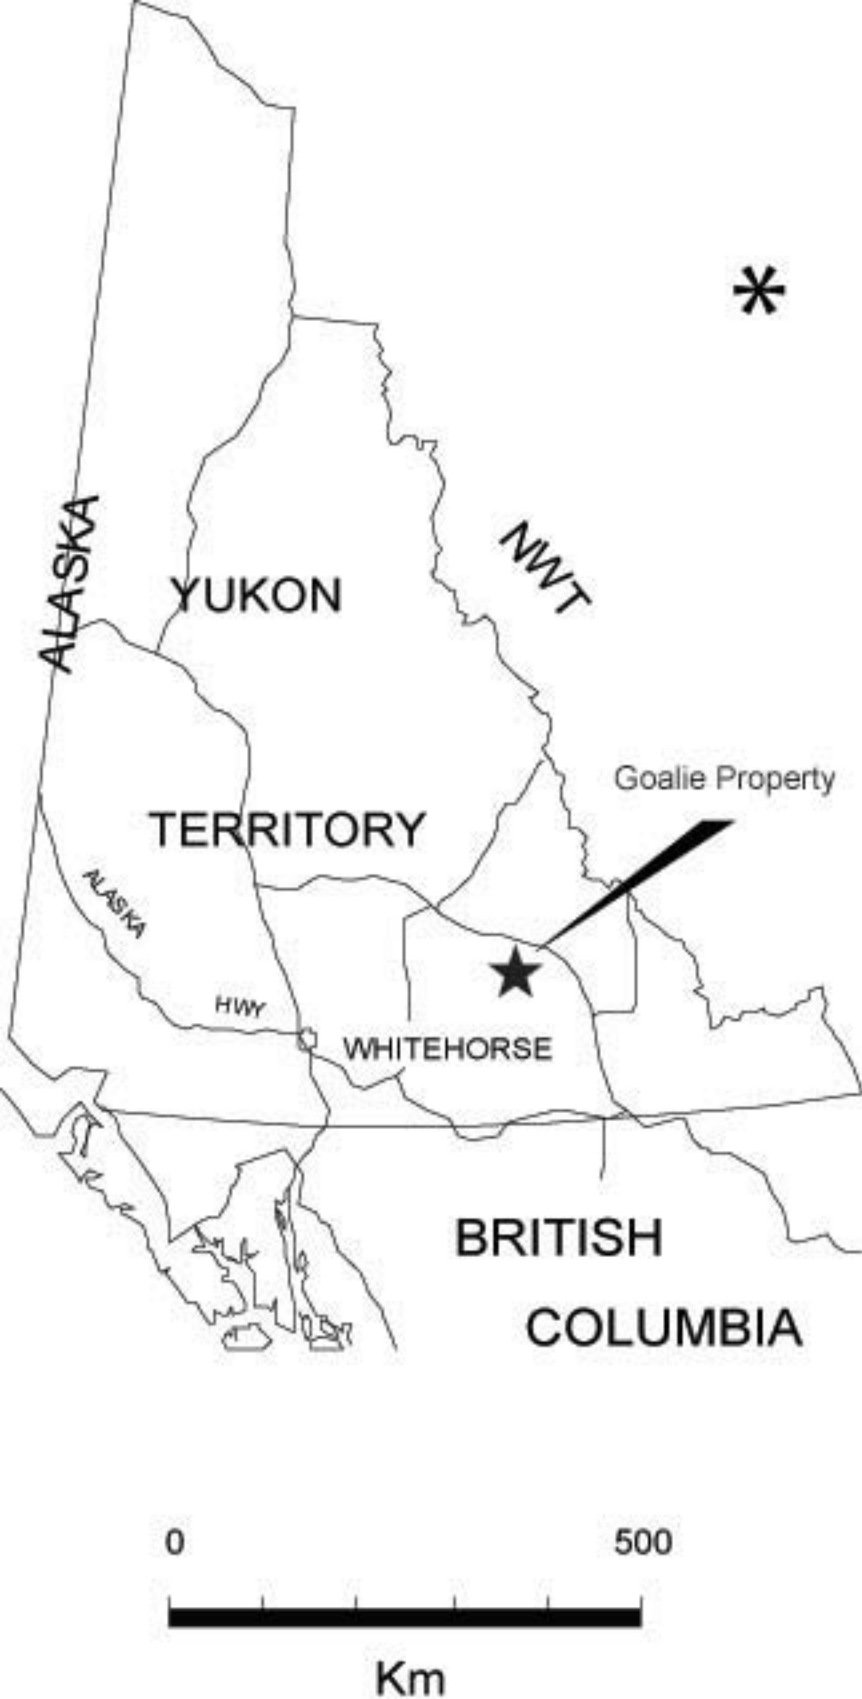 *
ALASKA
NWT
YUKON
Goalie Property
TERRITORY
ALASKA
HWY
WHITEHORSE
BRITISH
COLUMBIA
0 500
Km